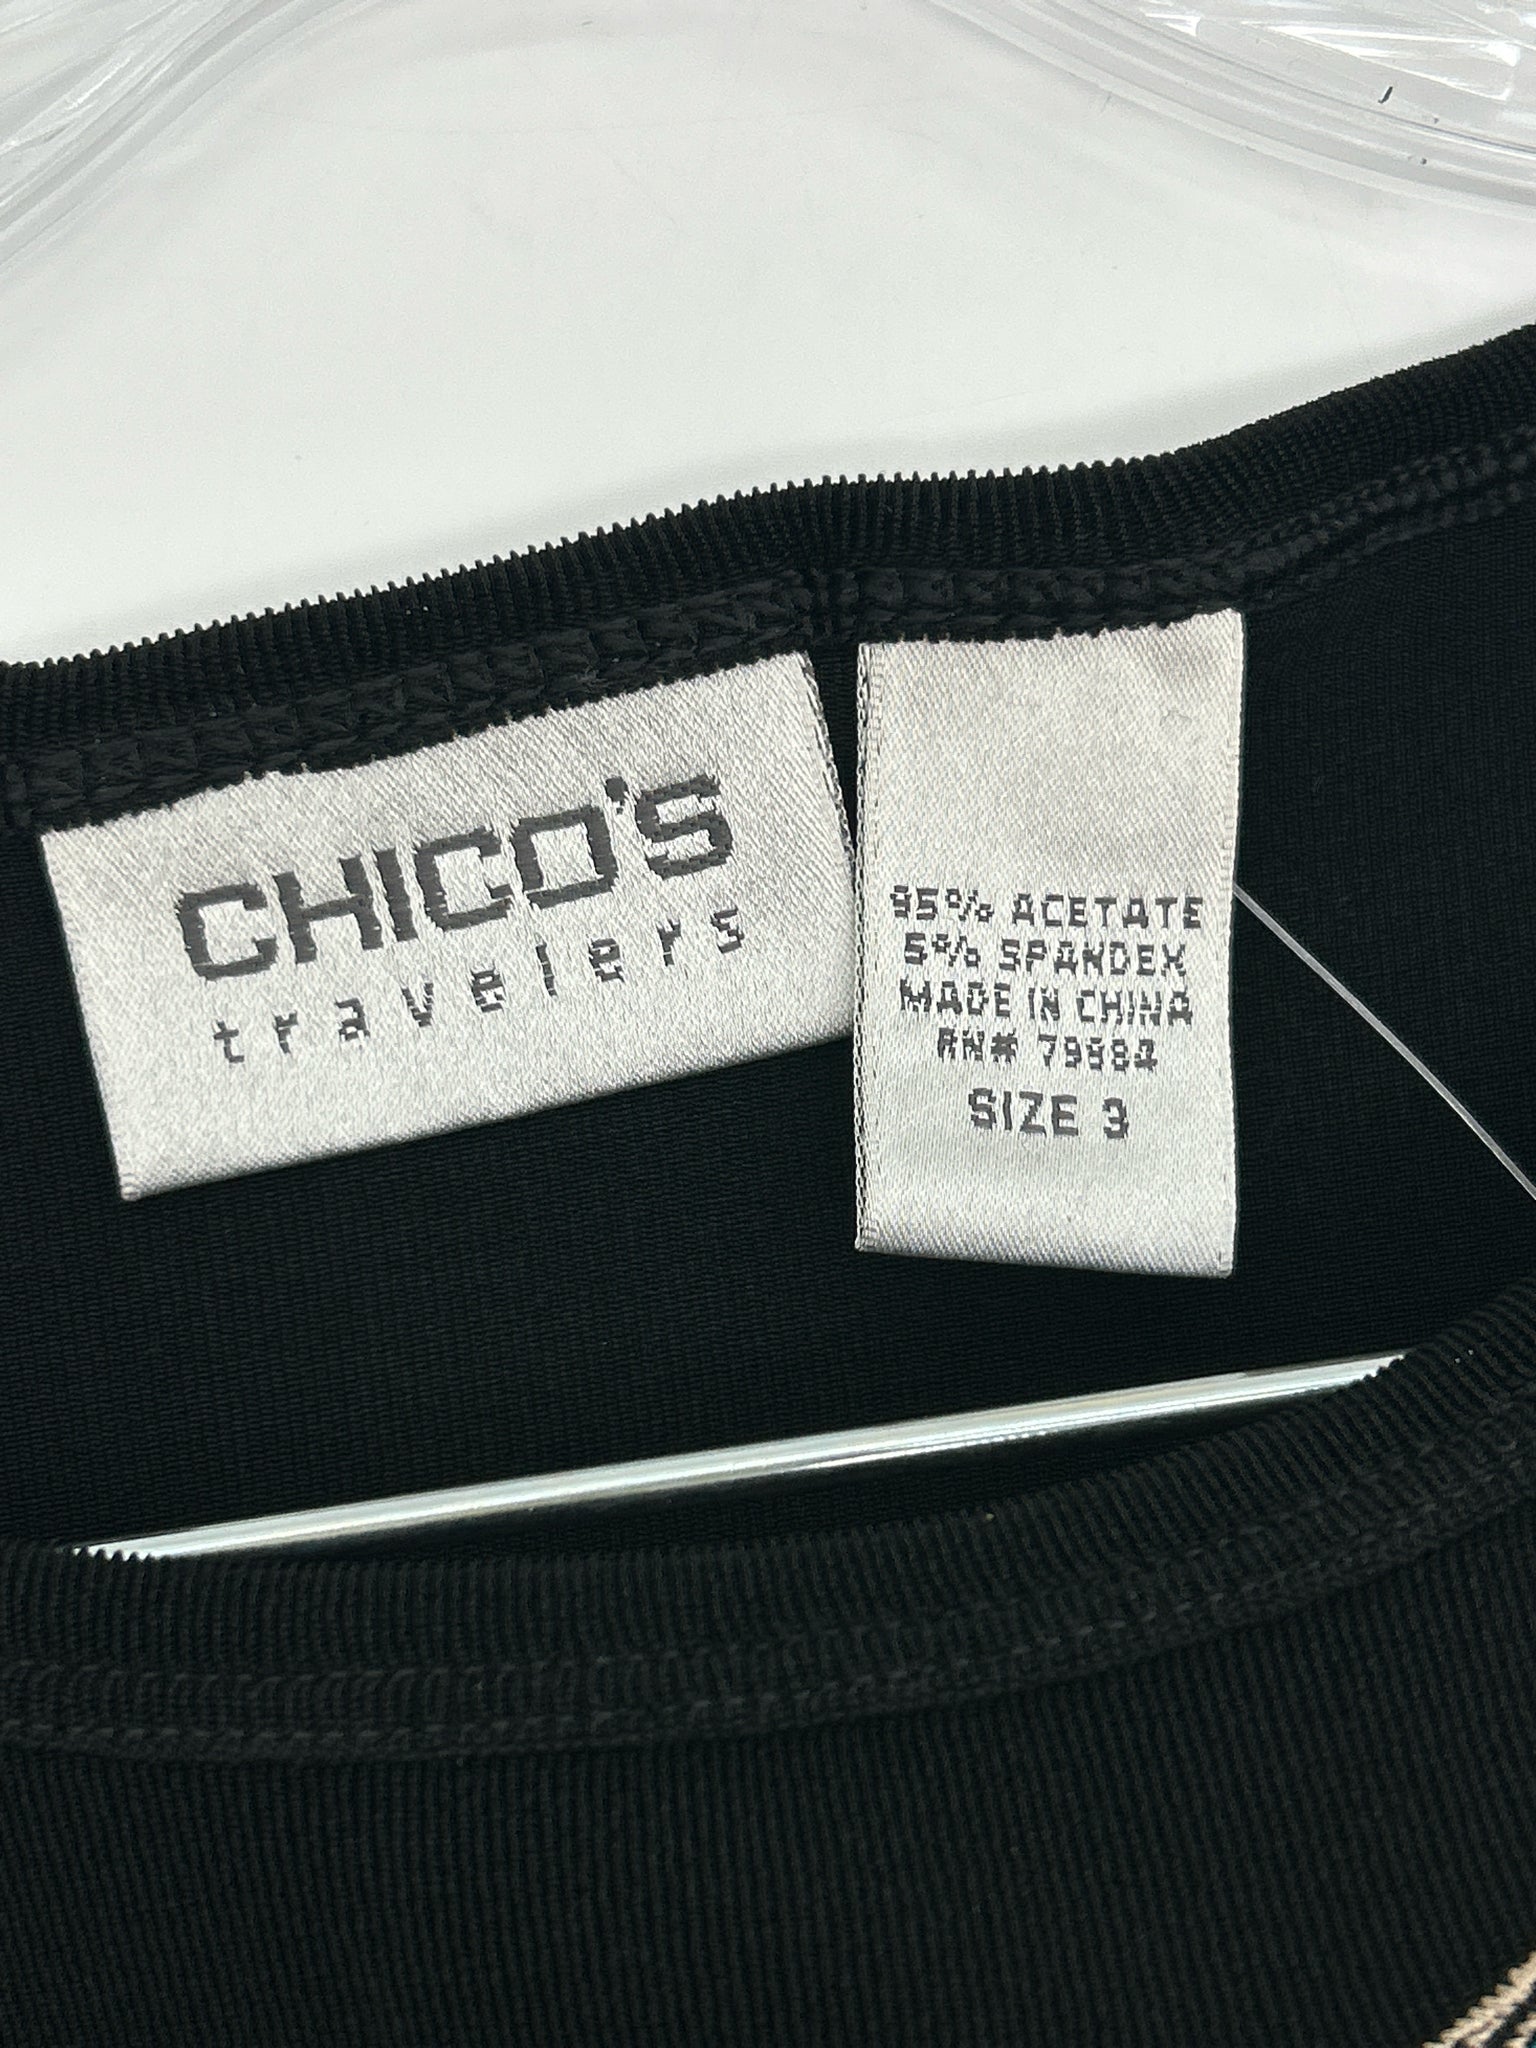 CHICO'S
travelers
95% ACETATE
5% SPANDEX
MADE IN CHINA
RN# 79984
SIZE 3